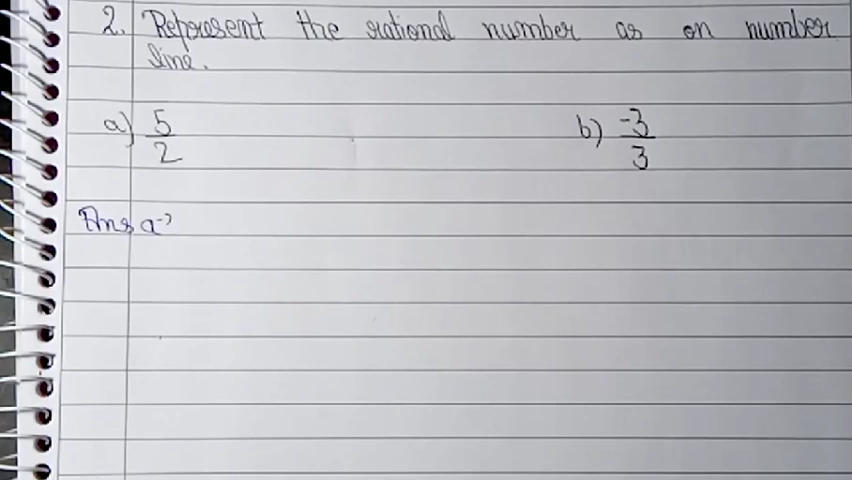 2. Represent the rational number as on number
line.
a) 5/2 b) -3/3
Ans a→